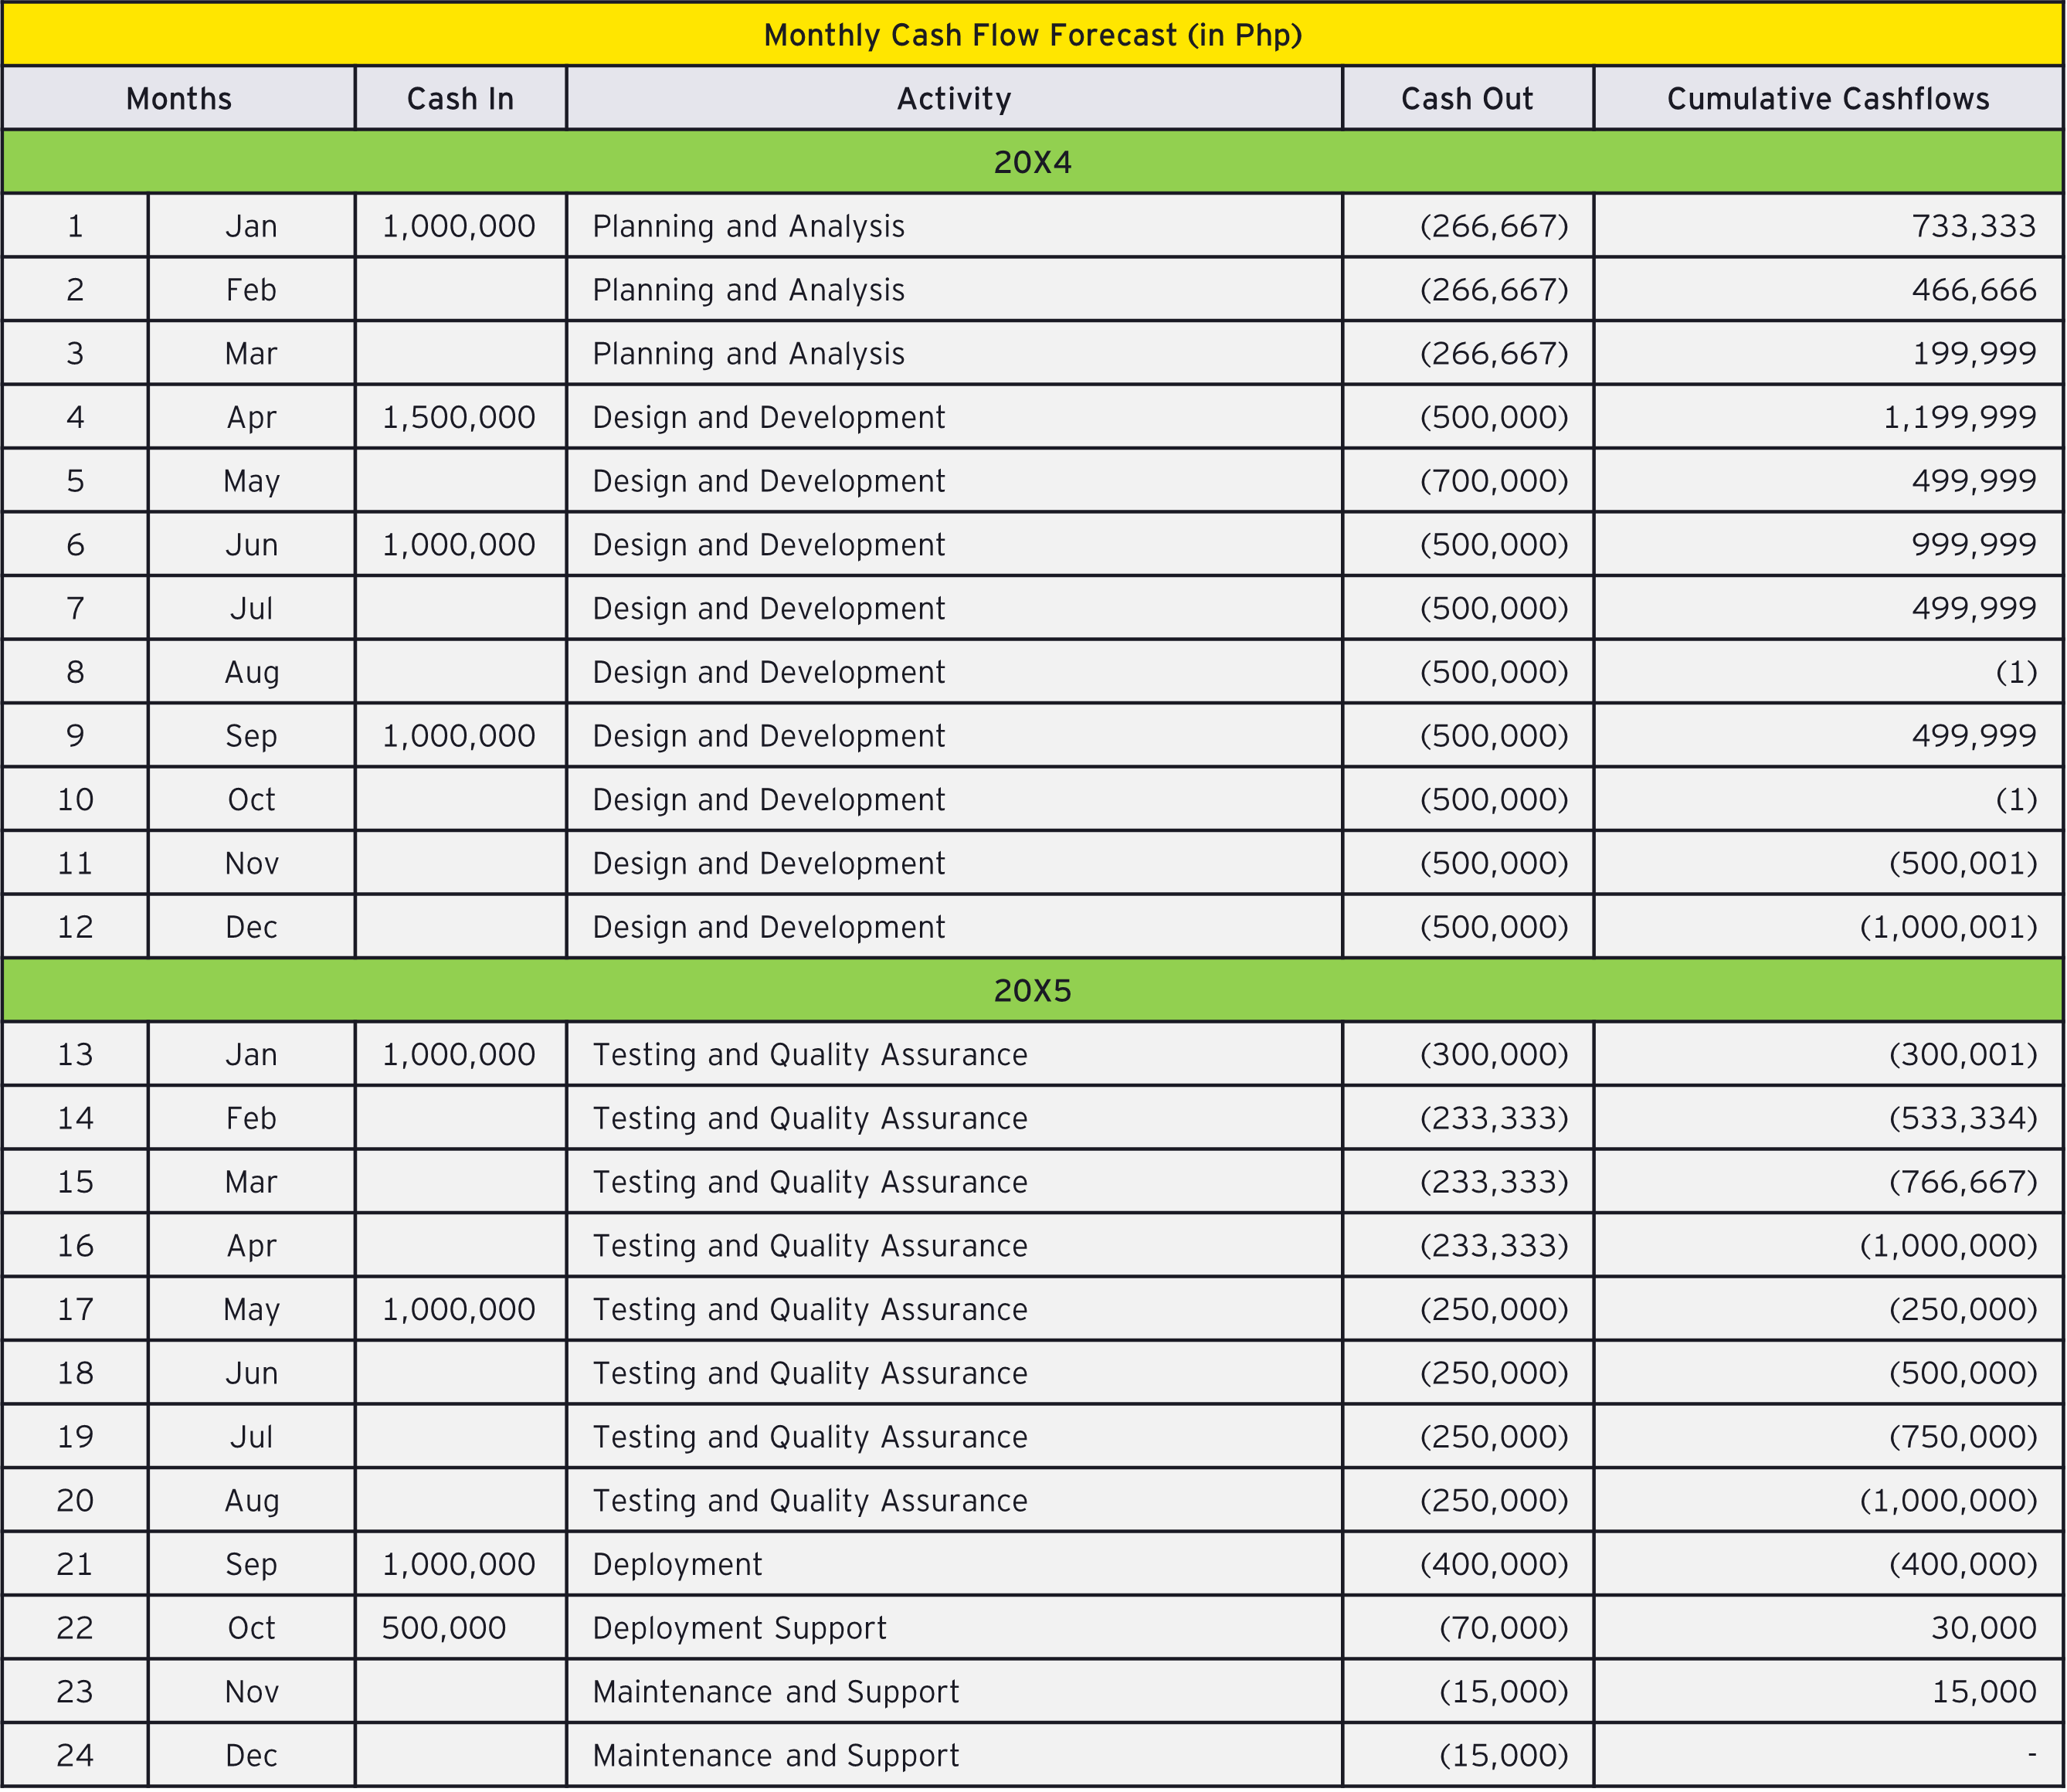 Monthly Cash Flow Forecast (in Php)
Months Cash In Activity Cash Out Cumulative Cashflows
20X4
1 Jan 1,000,000 Planning and Analysis (266,667) 733,333
2 Feb Planning and Analysis (266,667) 466,666
3 Mar Planning and Analysis (266,667) 199,999
4 Apr 1,500,000 Design and Development (500,000) 1,199,999
5 May Design and Development (700,000) 499,999
6 Jun 1,000,000 Design and Development (500,000) 999,999
7 Jul Design and Development (500,000) 499,999
8 Aug Design and Development (500,000) (1)
9 Sep 1,000,000 Design and Development (500,000) 499,999
10 Oct Design and Development (500,000) (1)
11 Nov Design and Development (500,000) (500,001)
12 Dec Design and Development (500,000) (1,000,001)
20X5
13 Jan 1,000,000 Testing and Quality Assurance (300,000) (300,001)
14 Feb Testing and Quality Assurance (233,333) (533,334)
15 Mar Testing and Quality Assurance (233,333) (766,667)
16 Apr Testing and Quality Assurance (233,333) (1,000,000)
17 May 1,000,000 Testing and Quality Assurance (250,000) (250,000)
18 Jun Testing and Quality Assurance (250,000) (500,000)
19 Jul Testing and Quality Assurance (250,000) (750,000)
20 Aug Testing and Quality Assurance (250,000) (1,000,000)
21 Sep 1,000,000 Deployment (400,000) (400,000)
22 Oct 500,000 Deployment Support (70,000) 30,000
23 Nov Maintenance and Support (15,000) 15,000
24 Dec Maintenance and Support (15,000) -